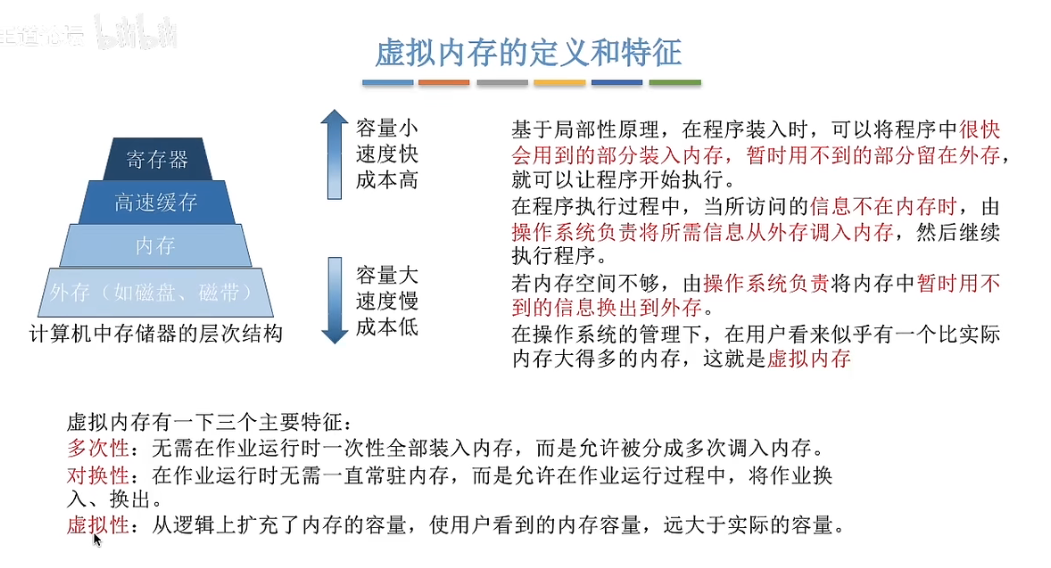 虚拟内存的定义和特征
寄存器
高速缓存
内存
外存（如磁盘、磁带）
计算机中存储器的层次结构
容量小
速度快
成本高
容量大
速度慢
成本低
基于局部性原理，在程序装入时，可以将程序中很快
会用到的部分装入内存，暂时用不到的部分留在外存，
就可以让程序开始执行。
在程序执行过程中，当所访问的信息不在内存时，由
操作系统负责将所需信息从外存调入内存，然后继续
执行程序。
若内存空间不够，由操作系统负责将内存中暂时用不
到的信息换出到外存。
在操作系统的管理下，在用户看来似乎有一个比实际
内存大得多的内存，这就是虚拟内存
虚拟内存有一下三个主要特征：
多次性：无需在作业运行时一次性全部装入内存，而是允许被分成多次调入内存。
对换性：在作业运行时无需一直常驻内存，而是允许在作业运行过程中，将作业换
入、换出。
虚拟性：从逻辑上扩充了内存的容量，使用户看到的内存容量，远大于实际的容量。